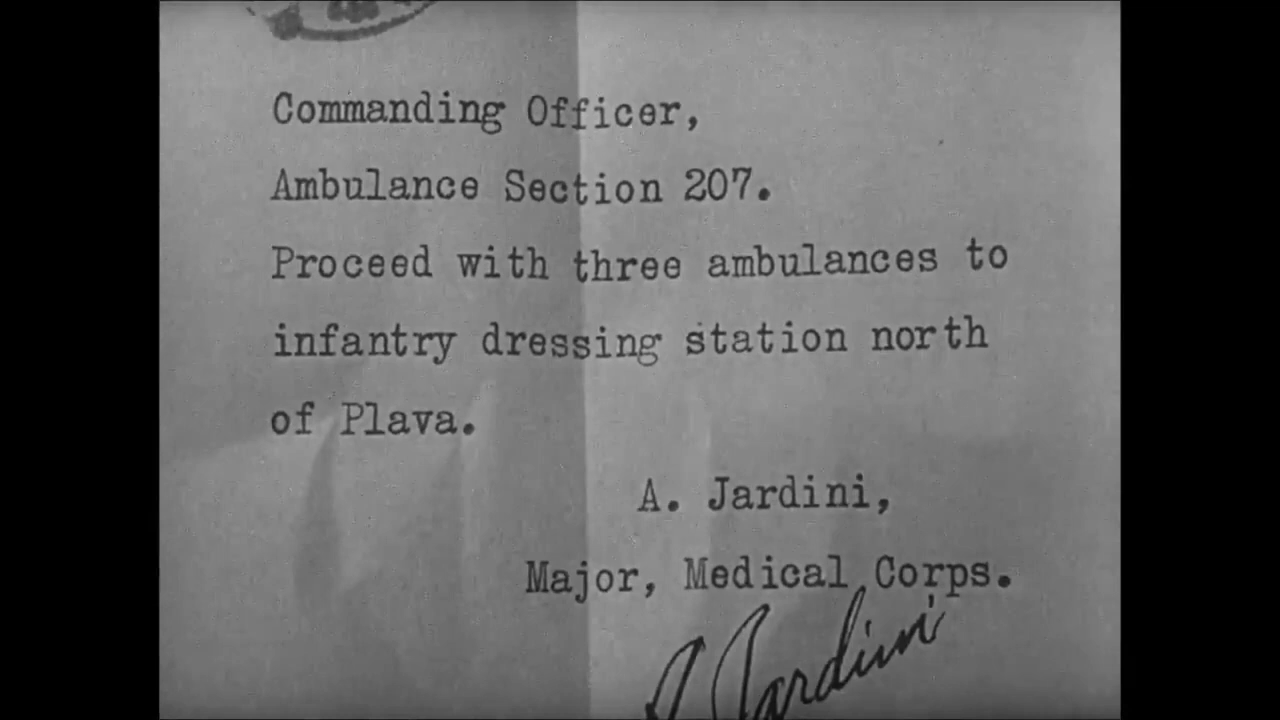 Commanding Officer,
Ambulance Section 207.
Proceed with three ambulances to
infantry dressing station north
of Plava.
A. Jardini,
Major, Medical Corps.
A Jardini